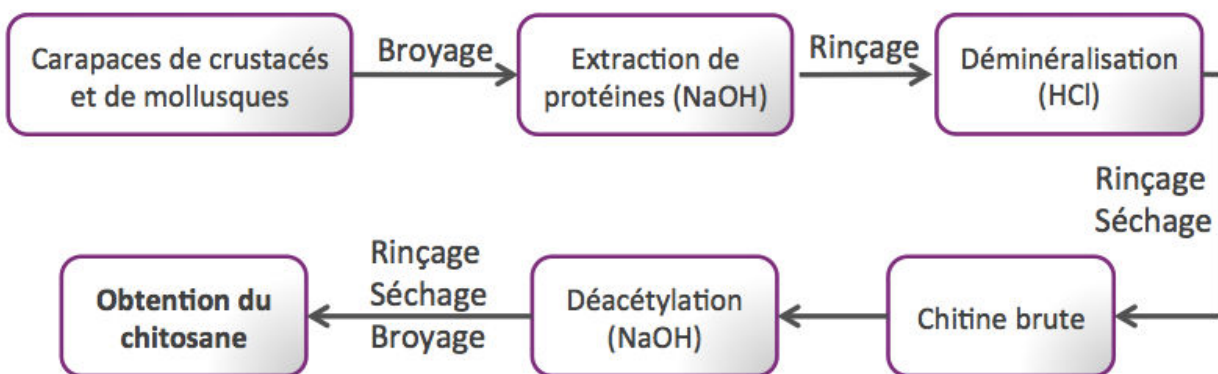 Carapaces de crustacés
et de mollusques
Broyage
Extraction de
protéines (NaOH)
Rinçage
Déminéralisation
(HCl)
Rinçage
Séchage
Chitine brute
Déacétylation
(NaOH)
Rinçage
Séchage
Broyage
Obtention du
chitosane